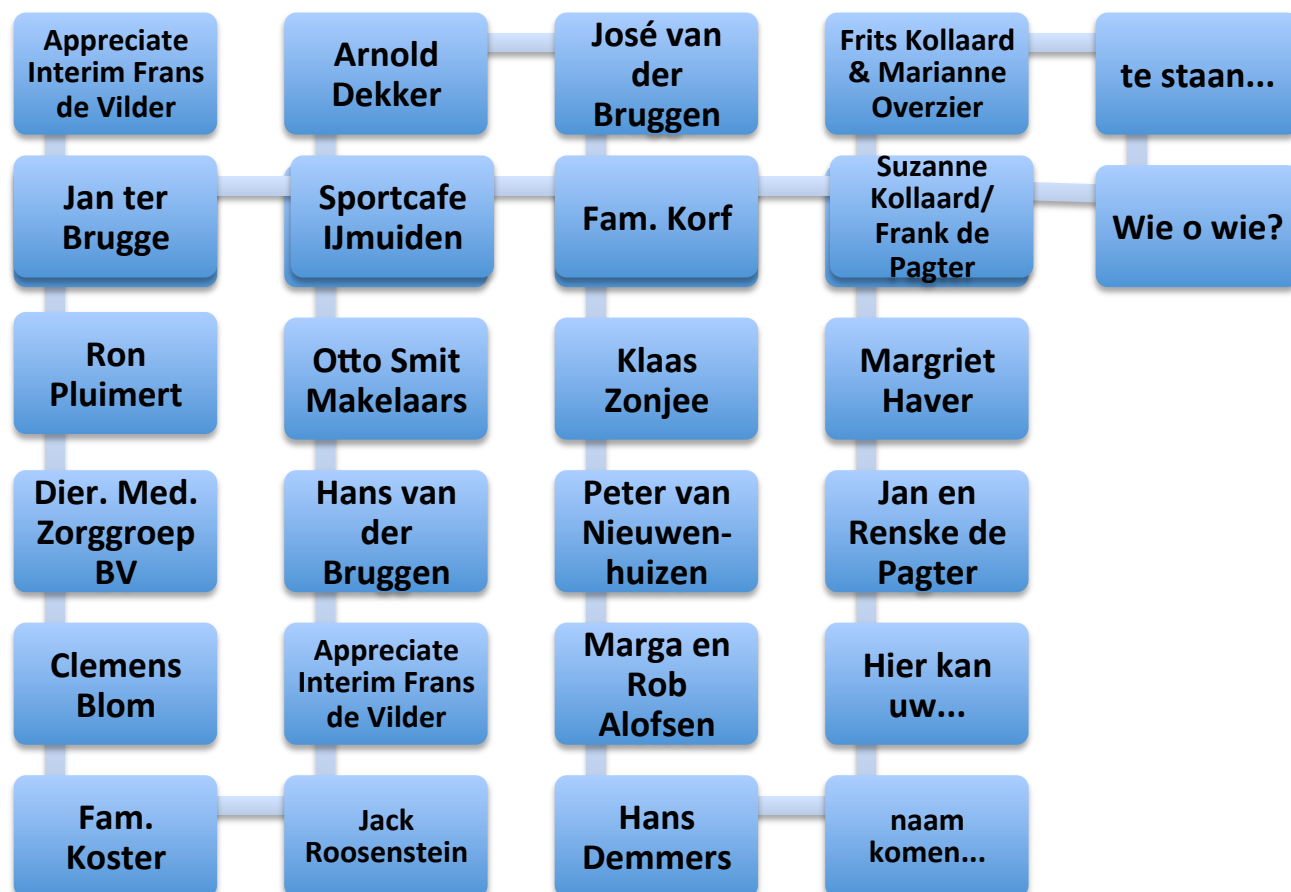 Appreciate
Interim Frans
de Vilder
Arnold
Dekker
José van
der
Bruggen
Frits Kollaard
& Marianne
Overzier
te staan...
Jan ter
Brugge
Sportcafe
IJmuiden
Fam. Korf
Suzanne
Kollaard/
Frank de
Pagter
Wie o wie?
Ron
Pluimert
Otto Smit
Makelaars
Klaas
Zonjee
Margriet
Haver
Dier. Med.
Zorggroep
BV
Hans van
der
Bruggen
Peter van
Nieuwen-
huizen
Jan en
Renske de
Pagter
Clemens
Blom
Appreciate
Interim Frans
de Vilder
Marga en
Rob
Alofsen
Hier kan
uw...
Fam.
Koster
Jack
Roosenstein
Hans
Demmers
naam
komen...